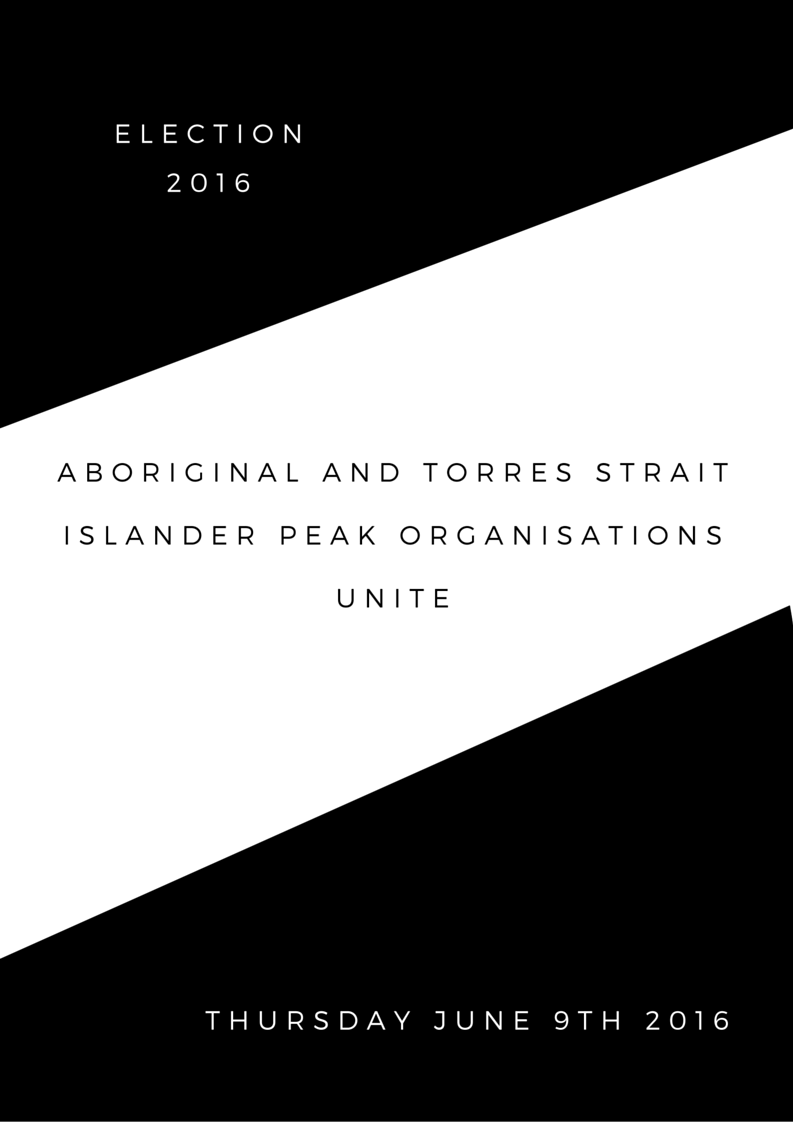 ELECTION
2016
ABORIGINAL AND TORRES STRAIT
ISLANDER PEAK ORGANISATIONS
UNITE
THURSDAY JUNE 9TH 2016